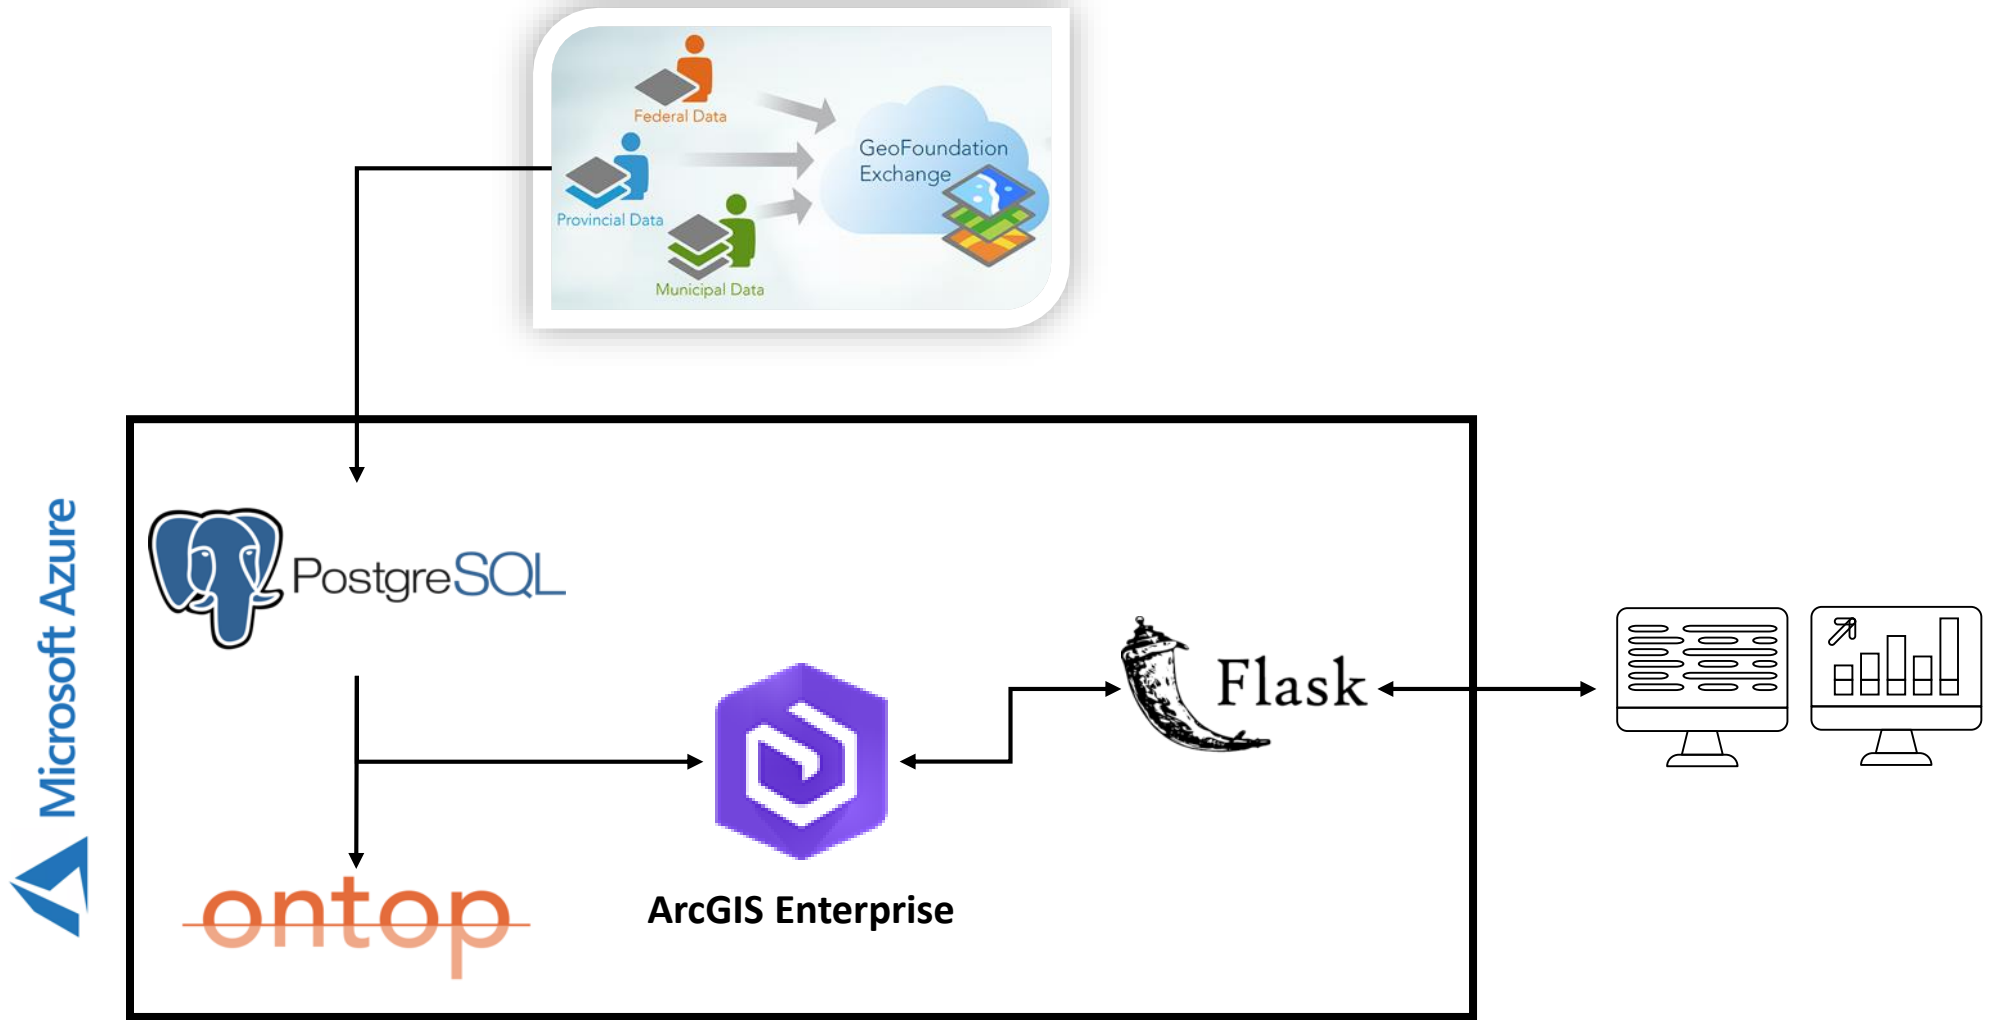 Federal Data
GeoFoundation
Exchange
Provincial Data
Municipal Data
Microsoft Azure
PostgreSQL
Flask
ontop
ArcGIS Enterprise